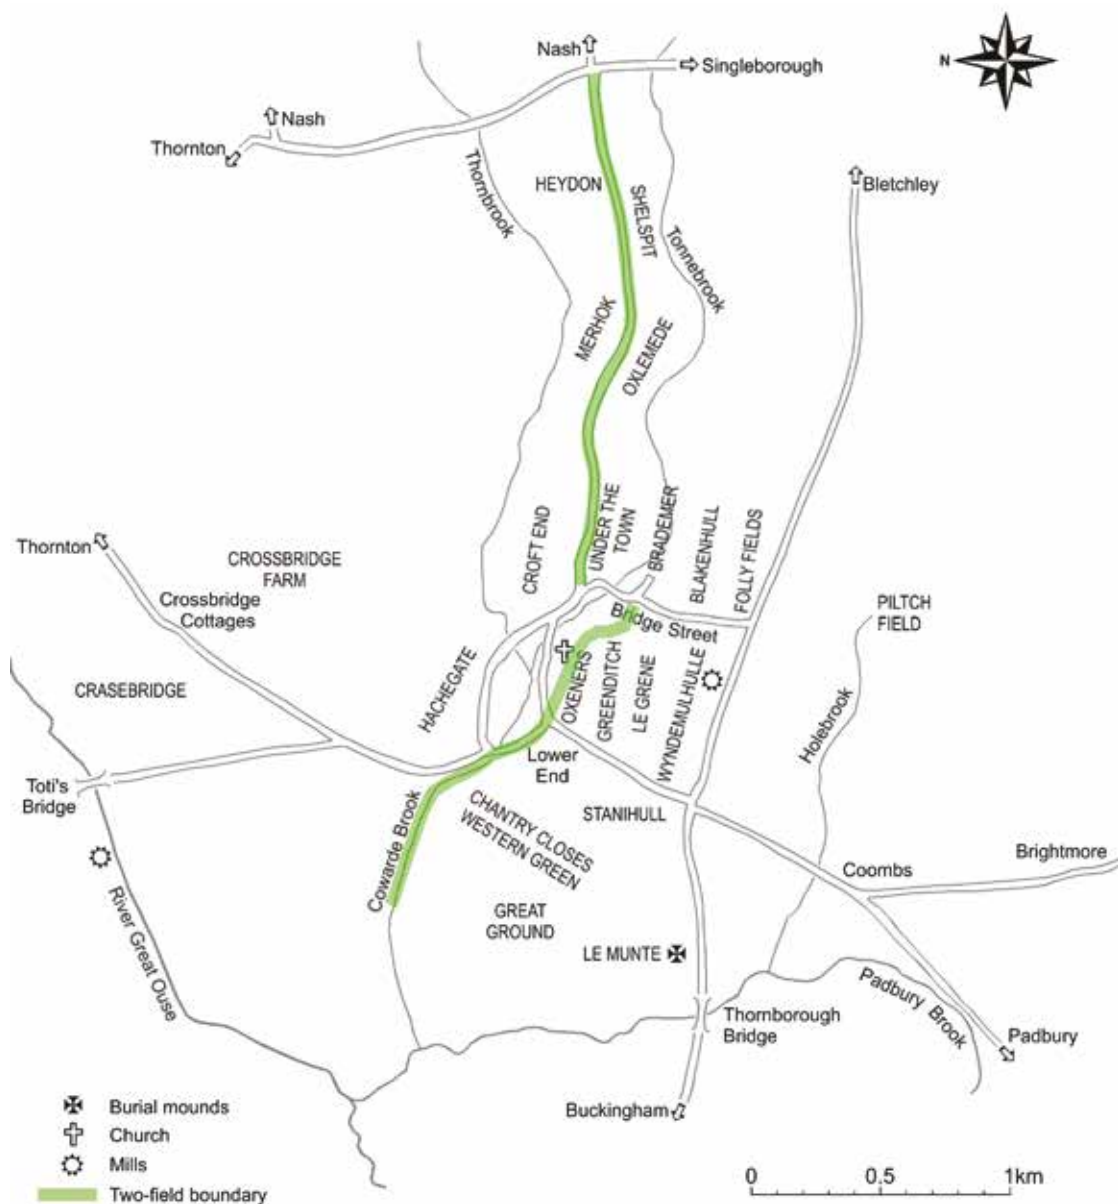 Nash
Singleborough
N
Nash
Thornton
Thornbrook
HEYDON
SHELSPIT
Tonnebrook
Bletchley
MERHOK
OXLEMEDE
UNDER THE
TOWN
BRADEMER
BLAKENHULL
FOLLY FIELDS
CROFT END
Thornton
CROSSBRIDGE
FARM
Crossbridge
Cottages
PILTCH
FIELD
Bridge Street
CRASEBRIDGE
HACHEGATE
OXENERS
GREENDITCH
LE GRENE
WYNDEMULHULLE
Holebrook
Lower
End
Toti's
Bridge
STANIHULL
CHANTRY CLOSES
WESTERN GREEN
Cowarde Brook
Coombs
Brightmore
River Great Ouse
GREAT
GROUND
LE MUNTE
Padbury Brook
Thornborough
Bridge
Padbury
Buckingham
Burial mounds
Church
Mills
Two-field boundary
0 0.5 1km